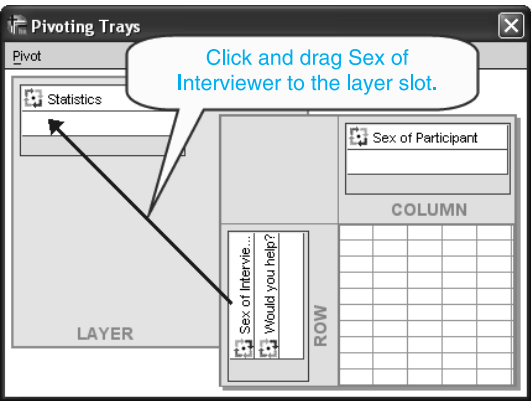 Pivoting Trays
Pivot
Click and drag Sex of
Interviewer to the layer slot.
Statistics
Sex of Participant
COLUMN
Sex of Intervie...
Would you help?
ROW
LAYER